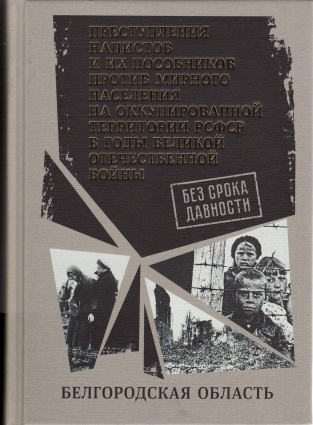 ПРЕСТУПЛЕНИЯ
НАЦИСТОВ
И ИХ ПОСОБНИКОВ
ПРОТИВ МИРНОГО
НАСЕЛЕНИЯ
НА ОККУПИРОВАННОЙ
ТЕРРИТОРИИ РСФСР
В ГОДЫ ВЕЛИКОЙ
ОТЕЧЕСТВЕННОЙ
ВОЙНЫ
БЕЗ СРОКА
ДАВНОСТИ
БЕЛГОРОДСКАЯ ОБЛАСТЬ